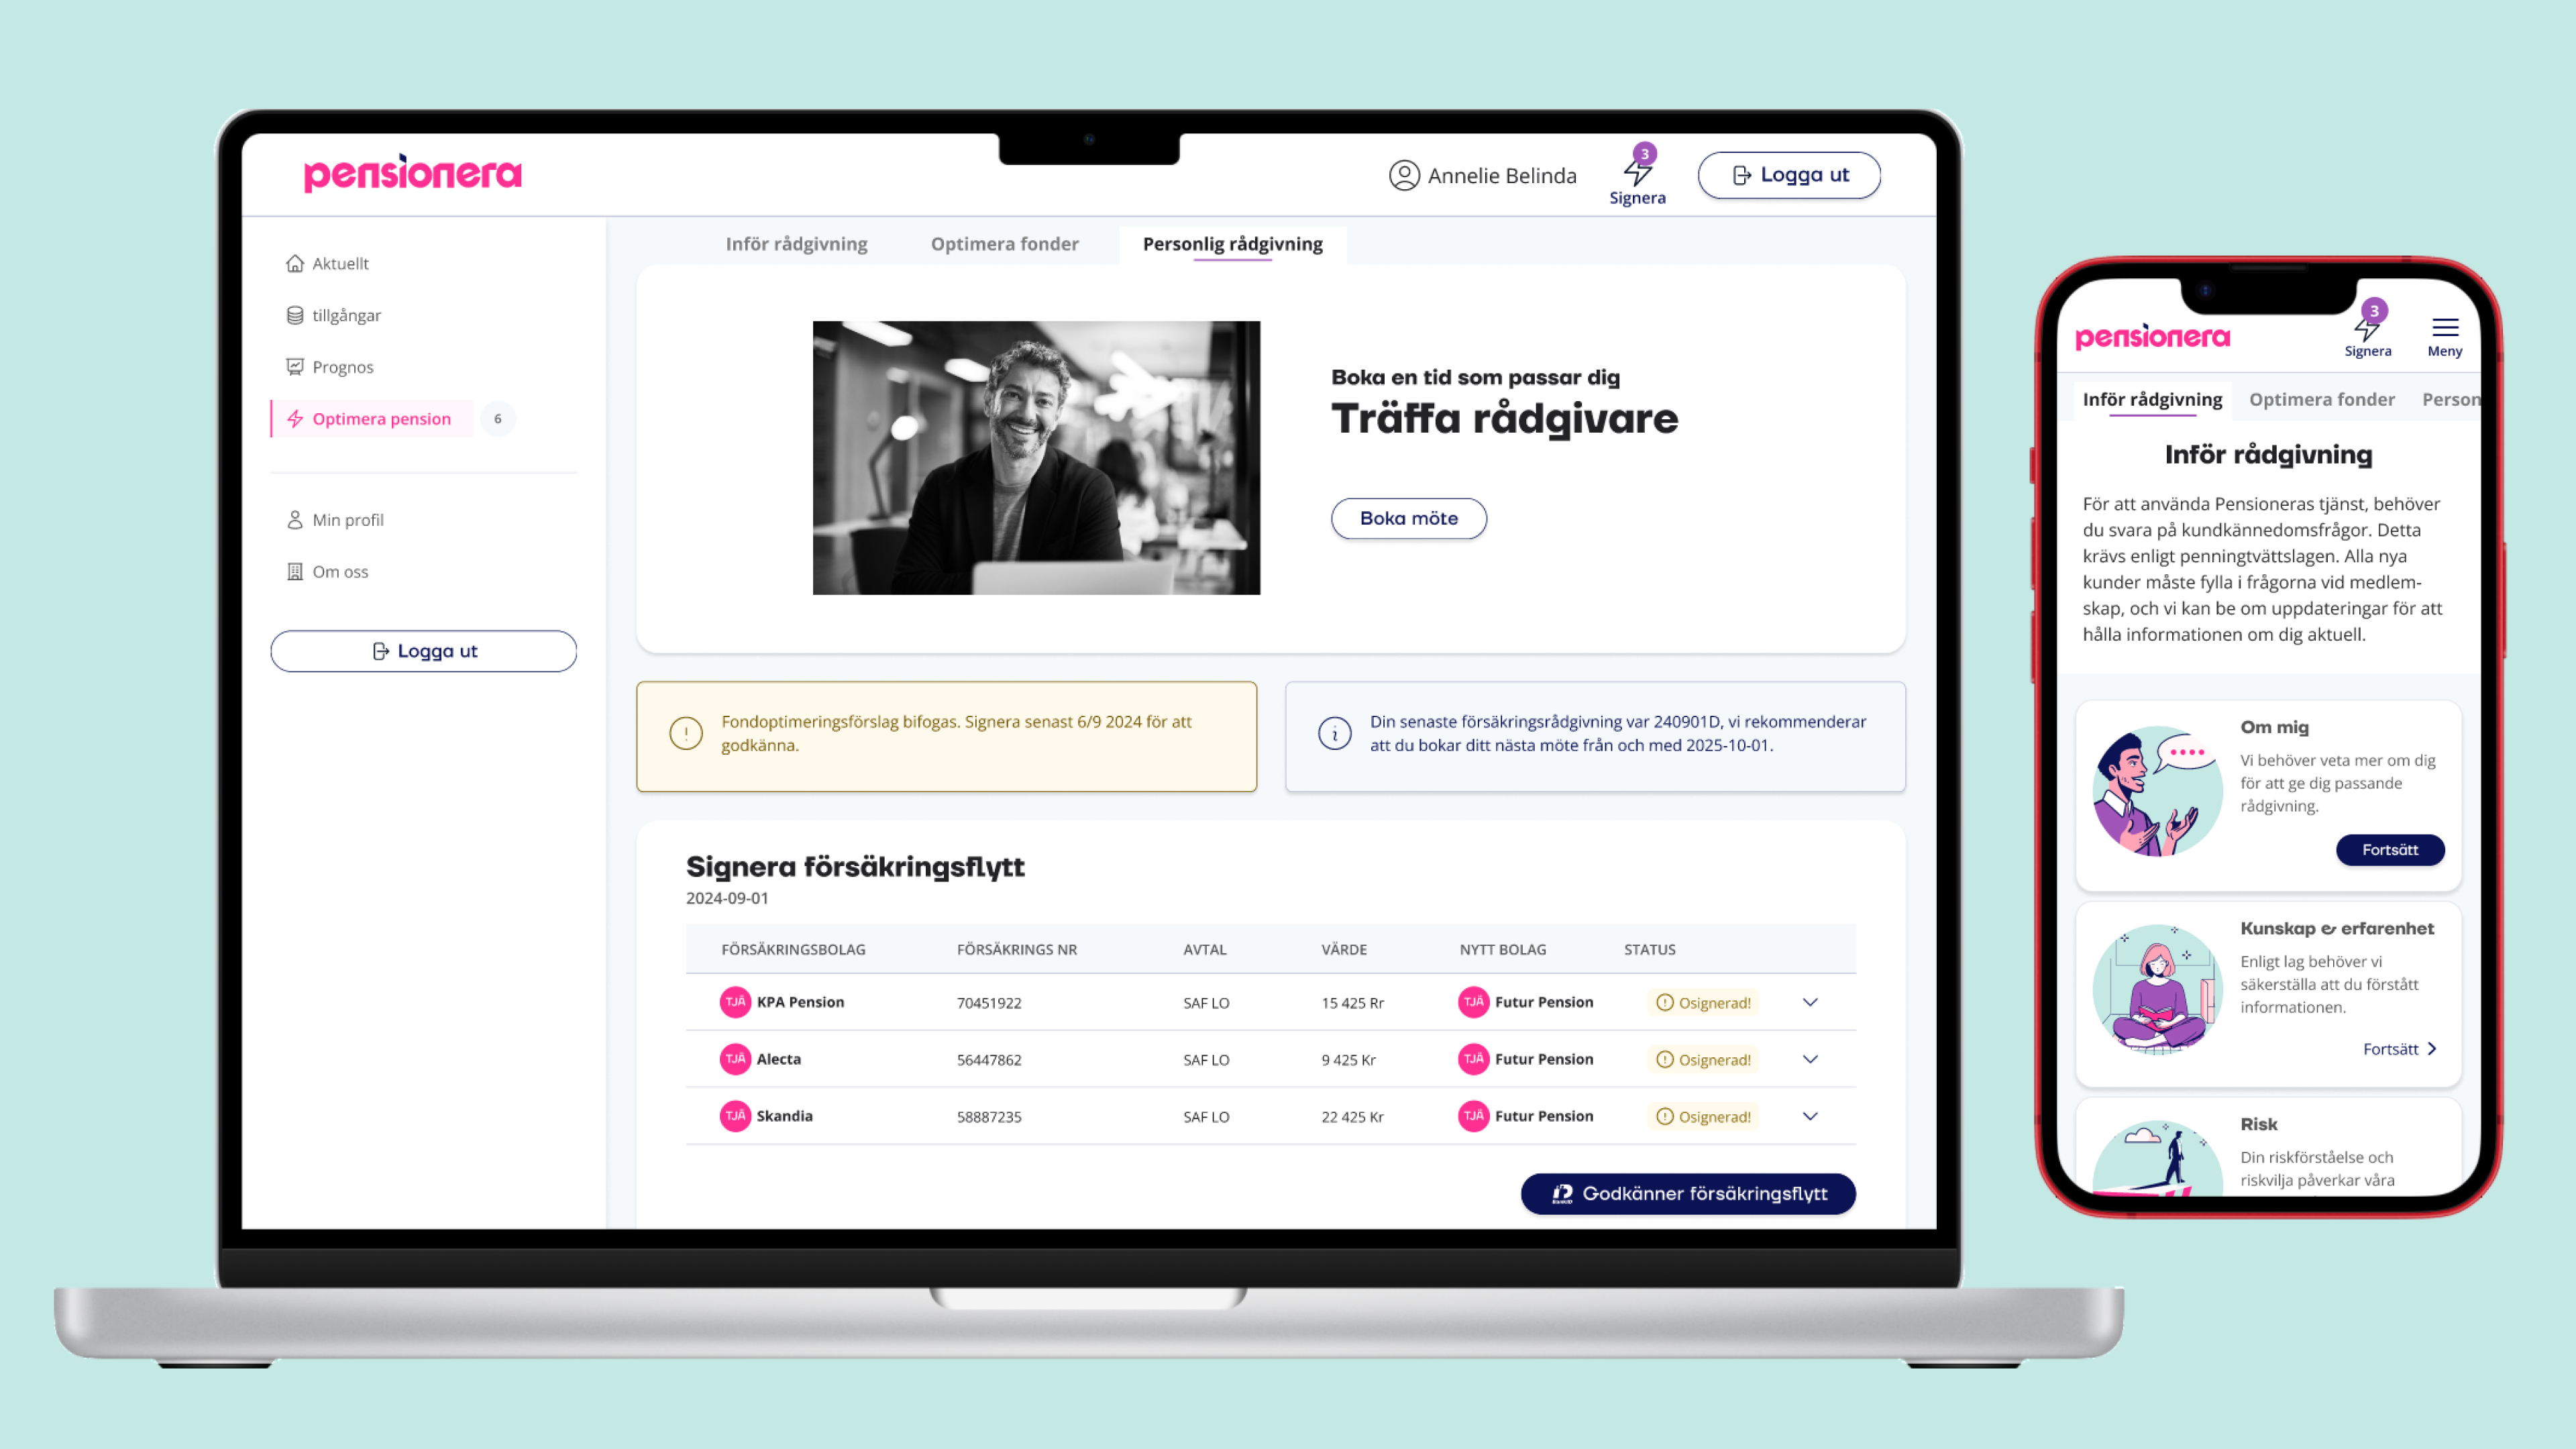 pensionera
Annelie Belinda
3
Signera
Logga ut
Aktuellt
tillgångar
Prognos
Optimera pension 6
Min profil
Om oss
Logga ut
Inför rådgivning Optimera fonder Personlig rådgivning
Boka en tid som passar dig
Träffa rådgivare
Boka möte
Fondoptimeringsförslag bifogas. Signera senast 6/9 2024 för att
godkänna.
Din senaste försäkringsrådgivning var 240901D, vi rekommenderar
att du bokar ditt nästa möte från och med 2025-10-01.
Signera försäkringsflytt
2024-09-01
FÖRSÄKRINGSBOLAG FÖRSÄKRINGS NR AVTAL VÄRDE NYTT BOLAG STATUS
TJÄ KPA Pension 70451922 SAF LO 15 425 Rr TJÄ Futur Pension Osignerad!
TJÄ Alecta 56447862 SAF LO 9 425 Kr TJÄ Futur Pension Osignerad!
TJÄ Skandia 58887235 SAF LO 22 425 Kr TJÄ Futur Pension Osignerad!
BankID Godkänner försäkringsflytt
pensionera
3
Signera
Meny
Inför rådgivning Optimera fonder Person
Inför rådgivning
För att använda Pensioneras tjänst, behöver
du svara på kundkännedomsfrågor. Detta
krävs enligt penningtvättslagen. Alla nya
kunder måste fylla i frågorna vid medlem-
skap, och vi kan be om uppdateringar för att
hålla informationen om dig aktuell.
Om mig
Vi behöver veta mer om dig
för att ge dig passande
rådgivning.
Fortsätt
Kunskap & erfarenhet
Enligt lag behöver vi
säkerställa att du förstått
informationen.
Fortsätt
Risk
Din riskförståelse och
riskvilja påverkar våra